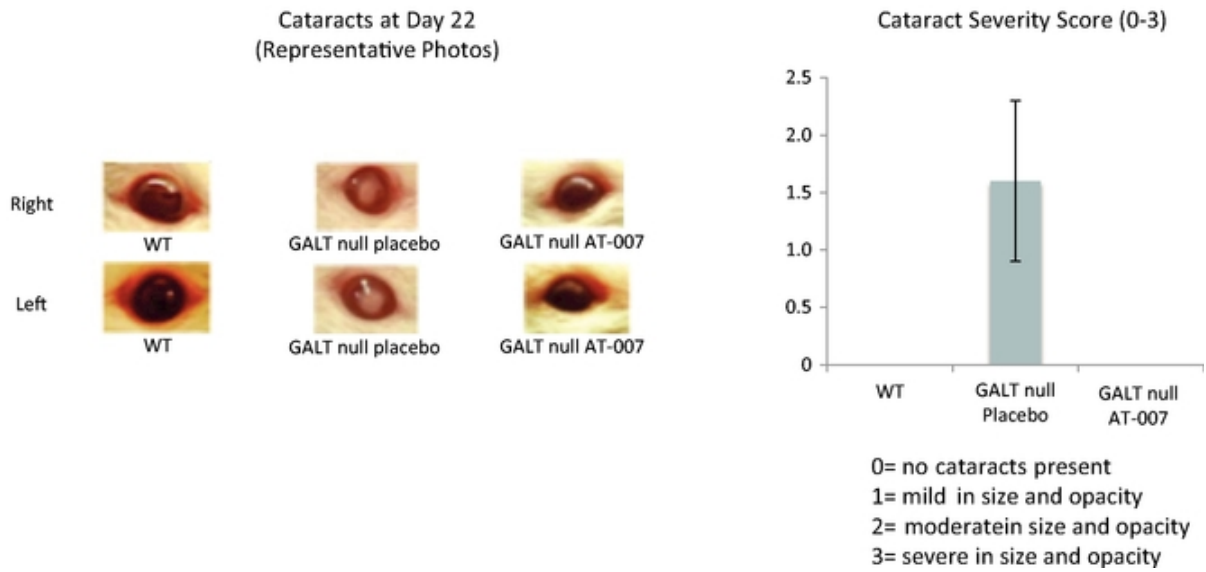 Cataracts at Day 22
(Representative Photos)
Right
WT
GALT null placebo
GALT null AT-007
Left
WT
GALT null placebo
GALT null AT-007
Cataract Severity Score (0-3)
2.5
2.0
1.5
1.0
0.5
0
WT
GALT null
Placebo
GALT null
AT-007
0= no cataracts present
1= mild in size and opacity
2= moderatein size and opacity
3= severe in size and opacity